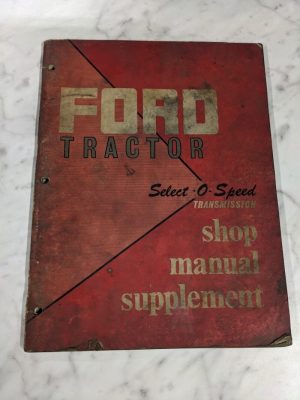 FORD
TRACTOR
Select-O-Speed
TRANSMISSION
shop
manual
supplement